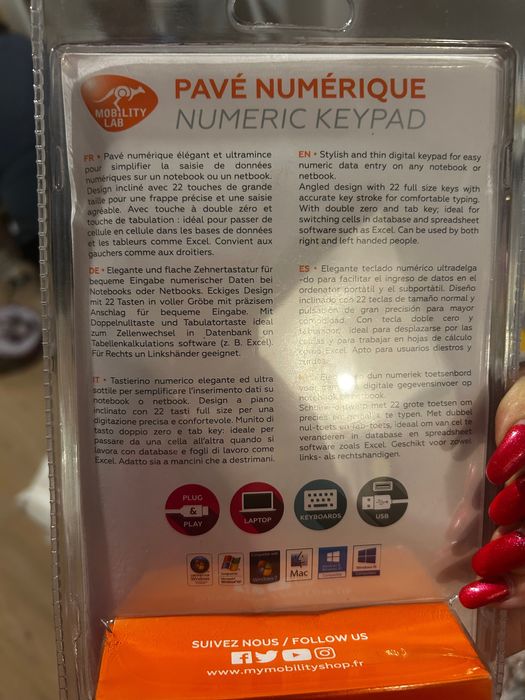 MOBILITY
LAB
PAVÉ NUMÉRIQUE
NUMERIC KEYPAD
FR • Pavé numérique élégant et ultramince
pour simplifier la saisie de données
numériques sur un notebook ou un netbook.
Design incliné avec 22 touches de grande
taille pour une frappe précise et une saisie
agréable. Avec touche à double zéro et
touche de tabulation : idéal pour passer de
cellule en cellule dans les bases de données
et les tableurs comme Excel. Convient aux
gauchers comme aux droitiers.
EN • Stylish and thin digital keypad for easy
numeric data entry on any notebook or
netbook.
Angled design with 22 full size keys with
accurate key stroke for comfortable typing.
With double zero and tab key; ideal for
switching cells in database and spreadsheet
software such as Excel. Can be used by both
right and left handed people.
DE • Elegante und flache Zehnertastatur für
bequeme Eingabe numerischer Daten bei
Notebooks oder Netbooks. Eckiges Design
mit 22 Tasten in voller Größe mit präzisem
Anschlag für bequeme Eingabe. Mit
Doppelnulltaste und Tabulatortaste ideal
zum Zellenwechsel in Datenbank &
Tabellenkalkulations software (z. B. Excel).
Für Rechts un Linkshänder geeignet.
ES • Elegante teclado numérico ultradelga
-do para facilitar el ingreso de datos en el
ordenador portátil y el subportátil. Diseño
inclinado con 22 teclas de tamaño normal y
pulsación de gran precisión para mayor
comodidad. Con tecla doble cero y
tabulador, ideal para desplazarse por las
celdas y para trabajar en hojas de cálculo
como Excel. Apto para usuarios diestros y
zurdos.
IT • Tastierino numerico elegante ed ultra
sottile per semplificare l'inserimento dati su
notebook o netbook. Design a piano
inclinato con 22 tasti full size per una
digitazione precisa e confortevole. Munito di
tasto doppio zero e tab key: ideale per
passare da una cella all'altra quando si
lavora con database e fogli di lavoro come
Excel. Adatto sia a mancini che a destrimani.
dun numeriek toetsenbord
voor digitale gegevensinvoer op
notebook.
met 22 grote toetsen om
precies te typen. Met dubbel
nul-toets en tab-toets, ideaal om van cel te
veranderen in database en spreadsheet
software zoals Excel. Geschikt voor zowel
links- als rechtshandigen.
PLUG
&
PLAY
LAPTOP
KEYBOARDS
USB
Windows
Windows 7
Mac
SUIVEZ NOUS / FOLLOW US
www.mymobilityshop.fr